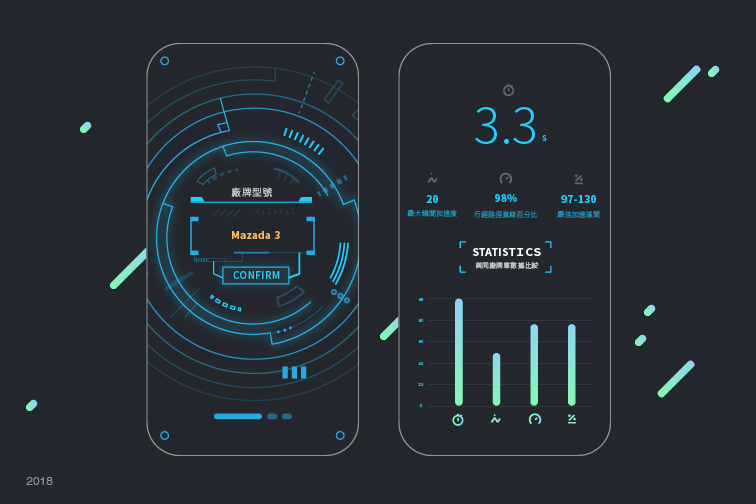 廠牌型號
Mazada 3
CONFIRM
3.3 s
20
98%
97-130
最大瞬間加速度
行經路徑重疊百分比
最佳加速區間
STATISTICS
與同廠牌車數據比較
2018